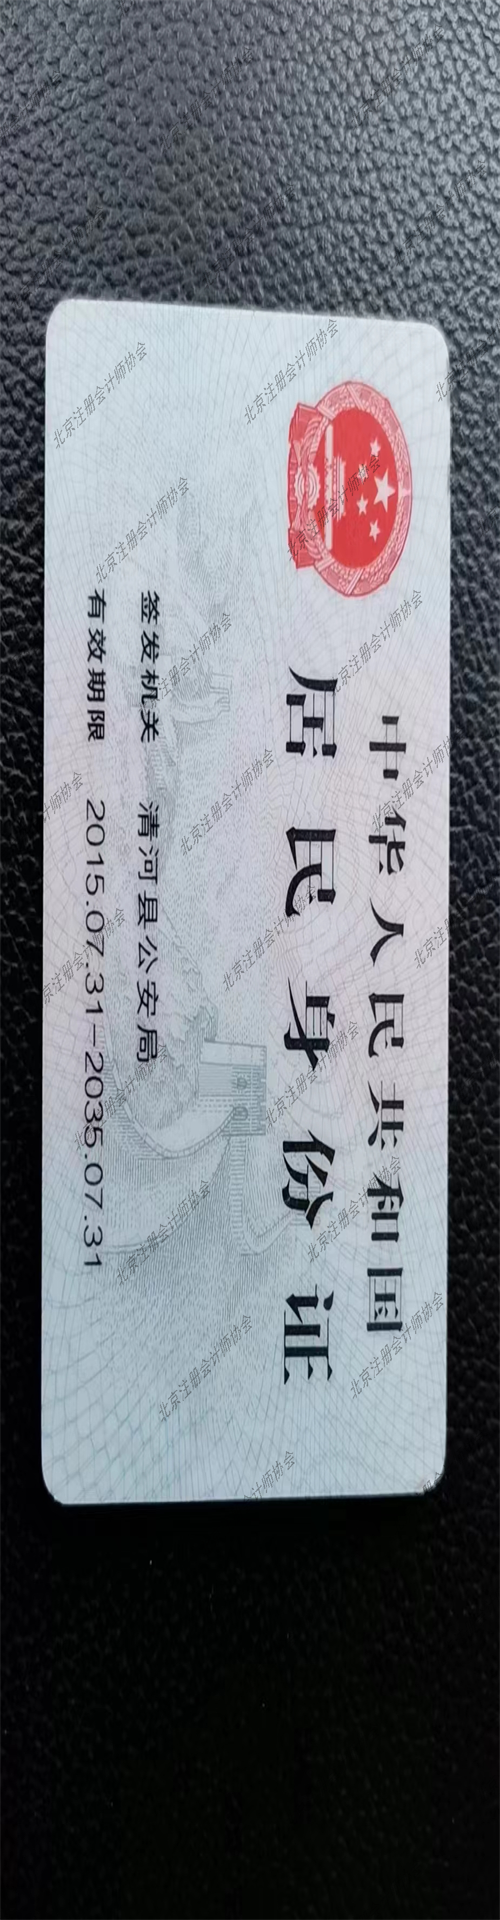 中华人民共和国
居民身份证
签发机关 清河县公安局
有效期限 2015.07.31-2035.07.31
北京注册会计师协会